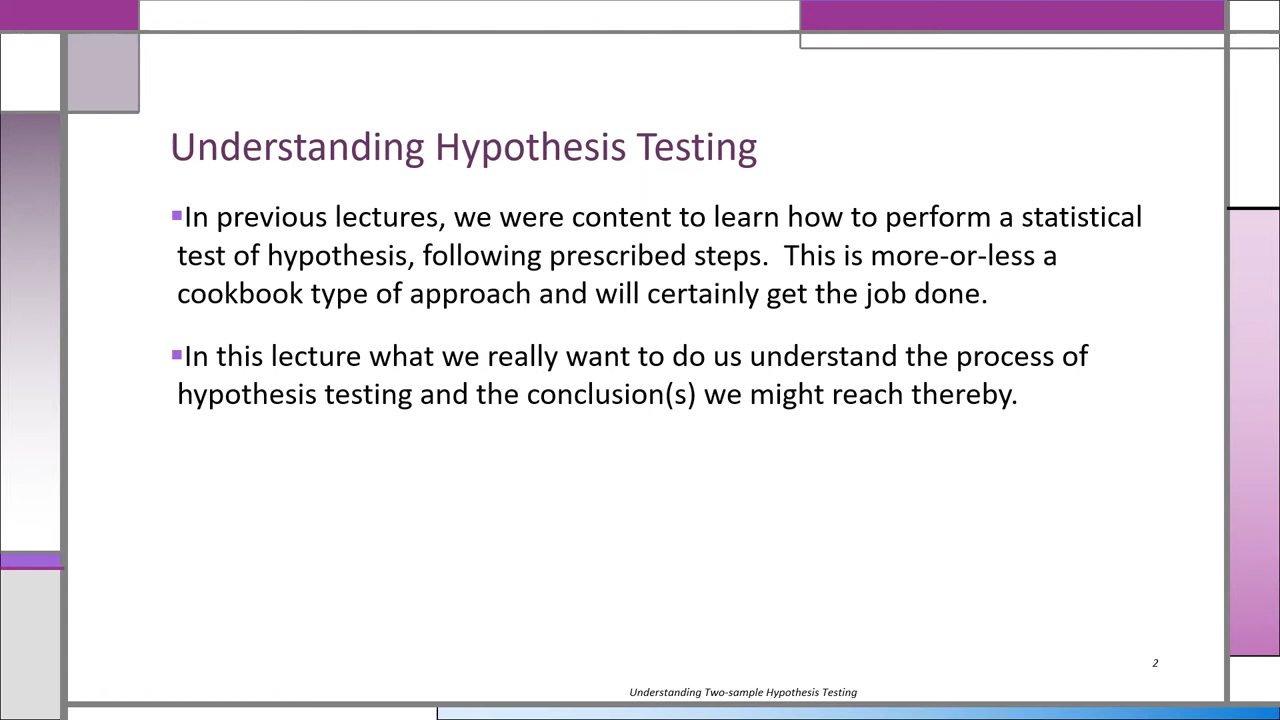 Understanding Hypothesis Testing
▪In previous lectures, we were content to learn how to perform a statistical
test of hypothesis, following prescribed steps.  This is more-or-less a
cookbook type of approach and will certainly get the job done.
▪In this lecture what we really want to do us understand the process of
hypothesis testing and the conclusion(s) we might reach thereby.
2
Understanding Two-sample Hypothesis Testing